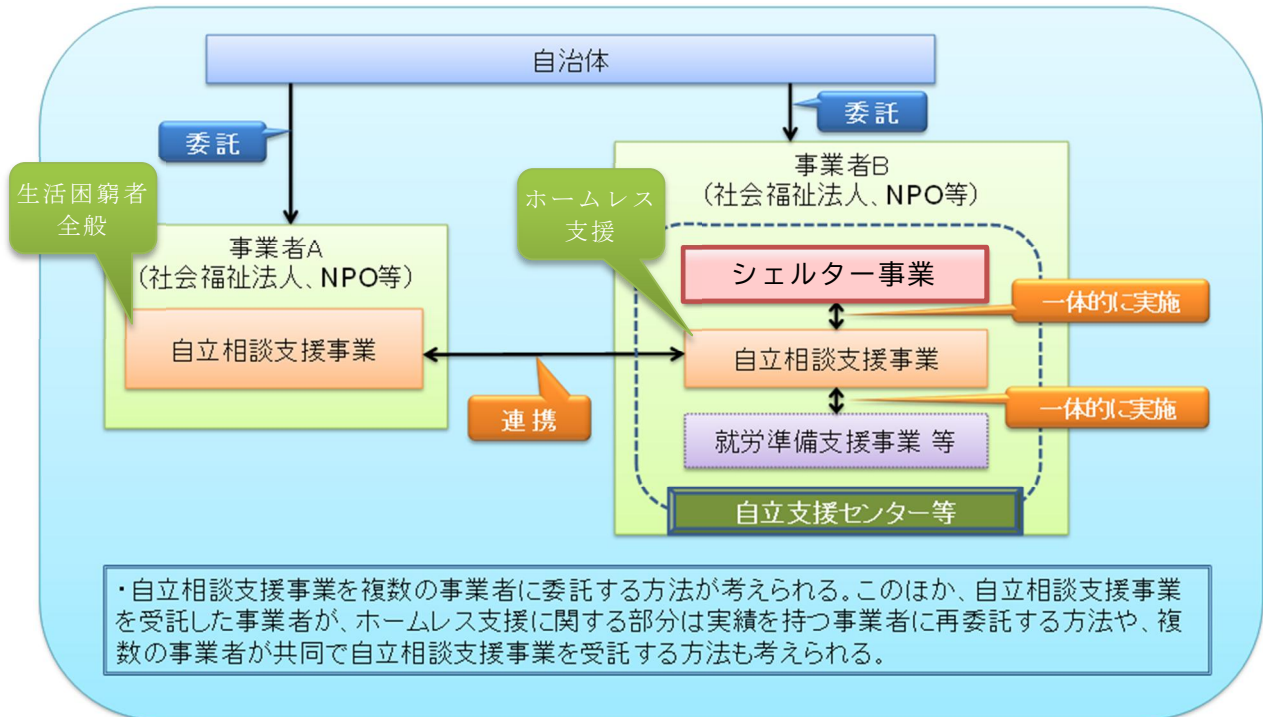 自治体
委託
委託
生活困窮者
全般
事業者A
(社会福祉法人、NPO等)
自立相談支援事業
連携
ホームレス
支援
事業者B
(社会福祉法人、NPO等)
シェルター事業
一体的に実施
自立相談支援事業
一体的に実施
就労準備支援事業 等
自立支援センター等
・自立相談支援事業を複数の事業者に委託する方法が考えられる。このほか、自立相談支援事業
を受託した事業者が、ホームレス支援に関する部分は実績を持つ事業者に再委託する方法や、複
数の事業者が共同で自立相談支援事業を受託する方法も考えられる。